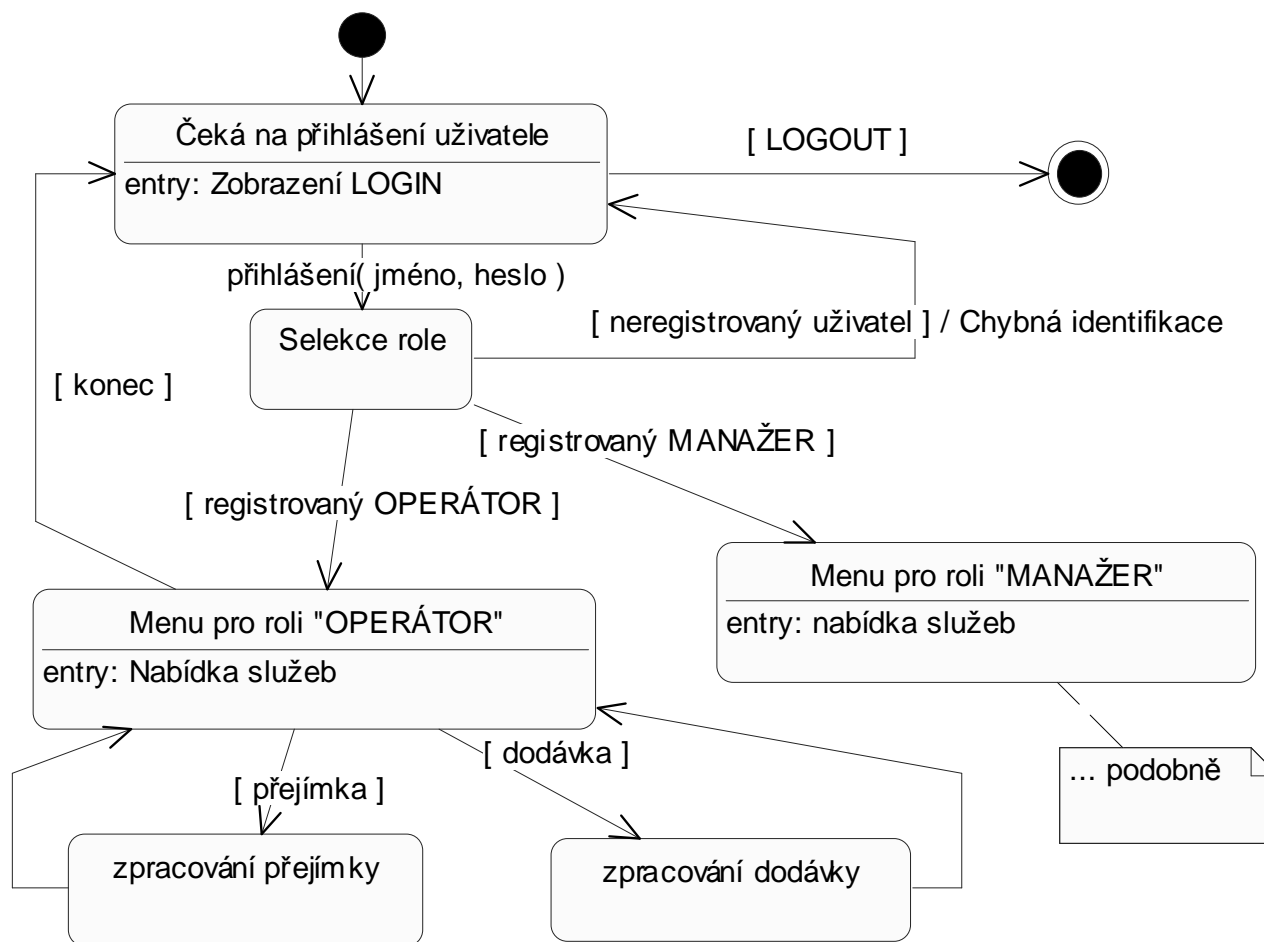 Čeká na přihlášení uživatele
[ LOGOUT ]
entry: Zobrazení LOGIN
přihlášení( jméno, heslo )
[ neregistrovaný uživatel ] / Chybná identifikace
Selekce role
[ konec ]
[ registrovaný MANAŽER ]
[ registrovaný OPERÁTOR ]
Menu pro roli "MANAŽER"
entry: nabídka služeb
Menu pro roli "OPERÁTOR"
entry: Nabídka služeb
[ dodávka ]
... podobně
[ přejímka ]
zpracování přejímky
zpracování dodávky